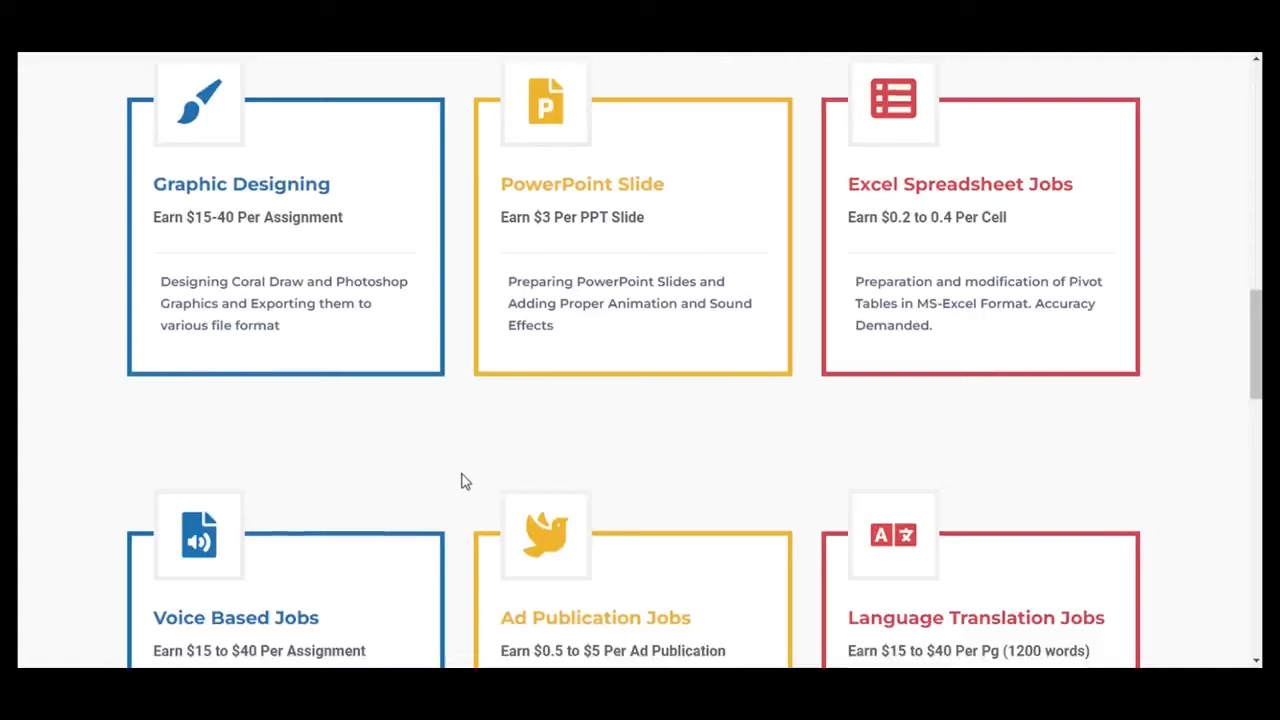 Graphic Designing
Earn $15-40 Per Assignment
Designing Coral Draw and Photoshop
Graphics and Exporting them to
various file format
P
PowerPoint Slide
Earn $3 Per PPT Slide
Preparing PowerPoint Slides and
Adding Proper Animation and Sound
Effects
Excel Spreadsheet Jobs
Earn $0.2 to 0.4 Per Cell
Preparation and modification of Pivot
Tables in MS-Excel Format. Accuracy
Demanded.
Voice Based Jobs
Earn $15 to $40 Per Assignment
Ad Publication Jobs
Earn $0.5 to $5 Per Ad Publication
A 文
Language Translation Jobs
Earn $15 to $40 Per Pg (1200 words)